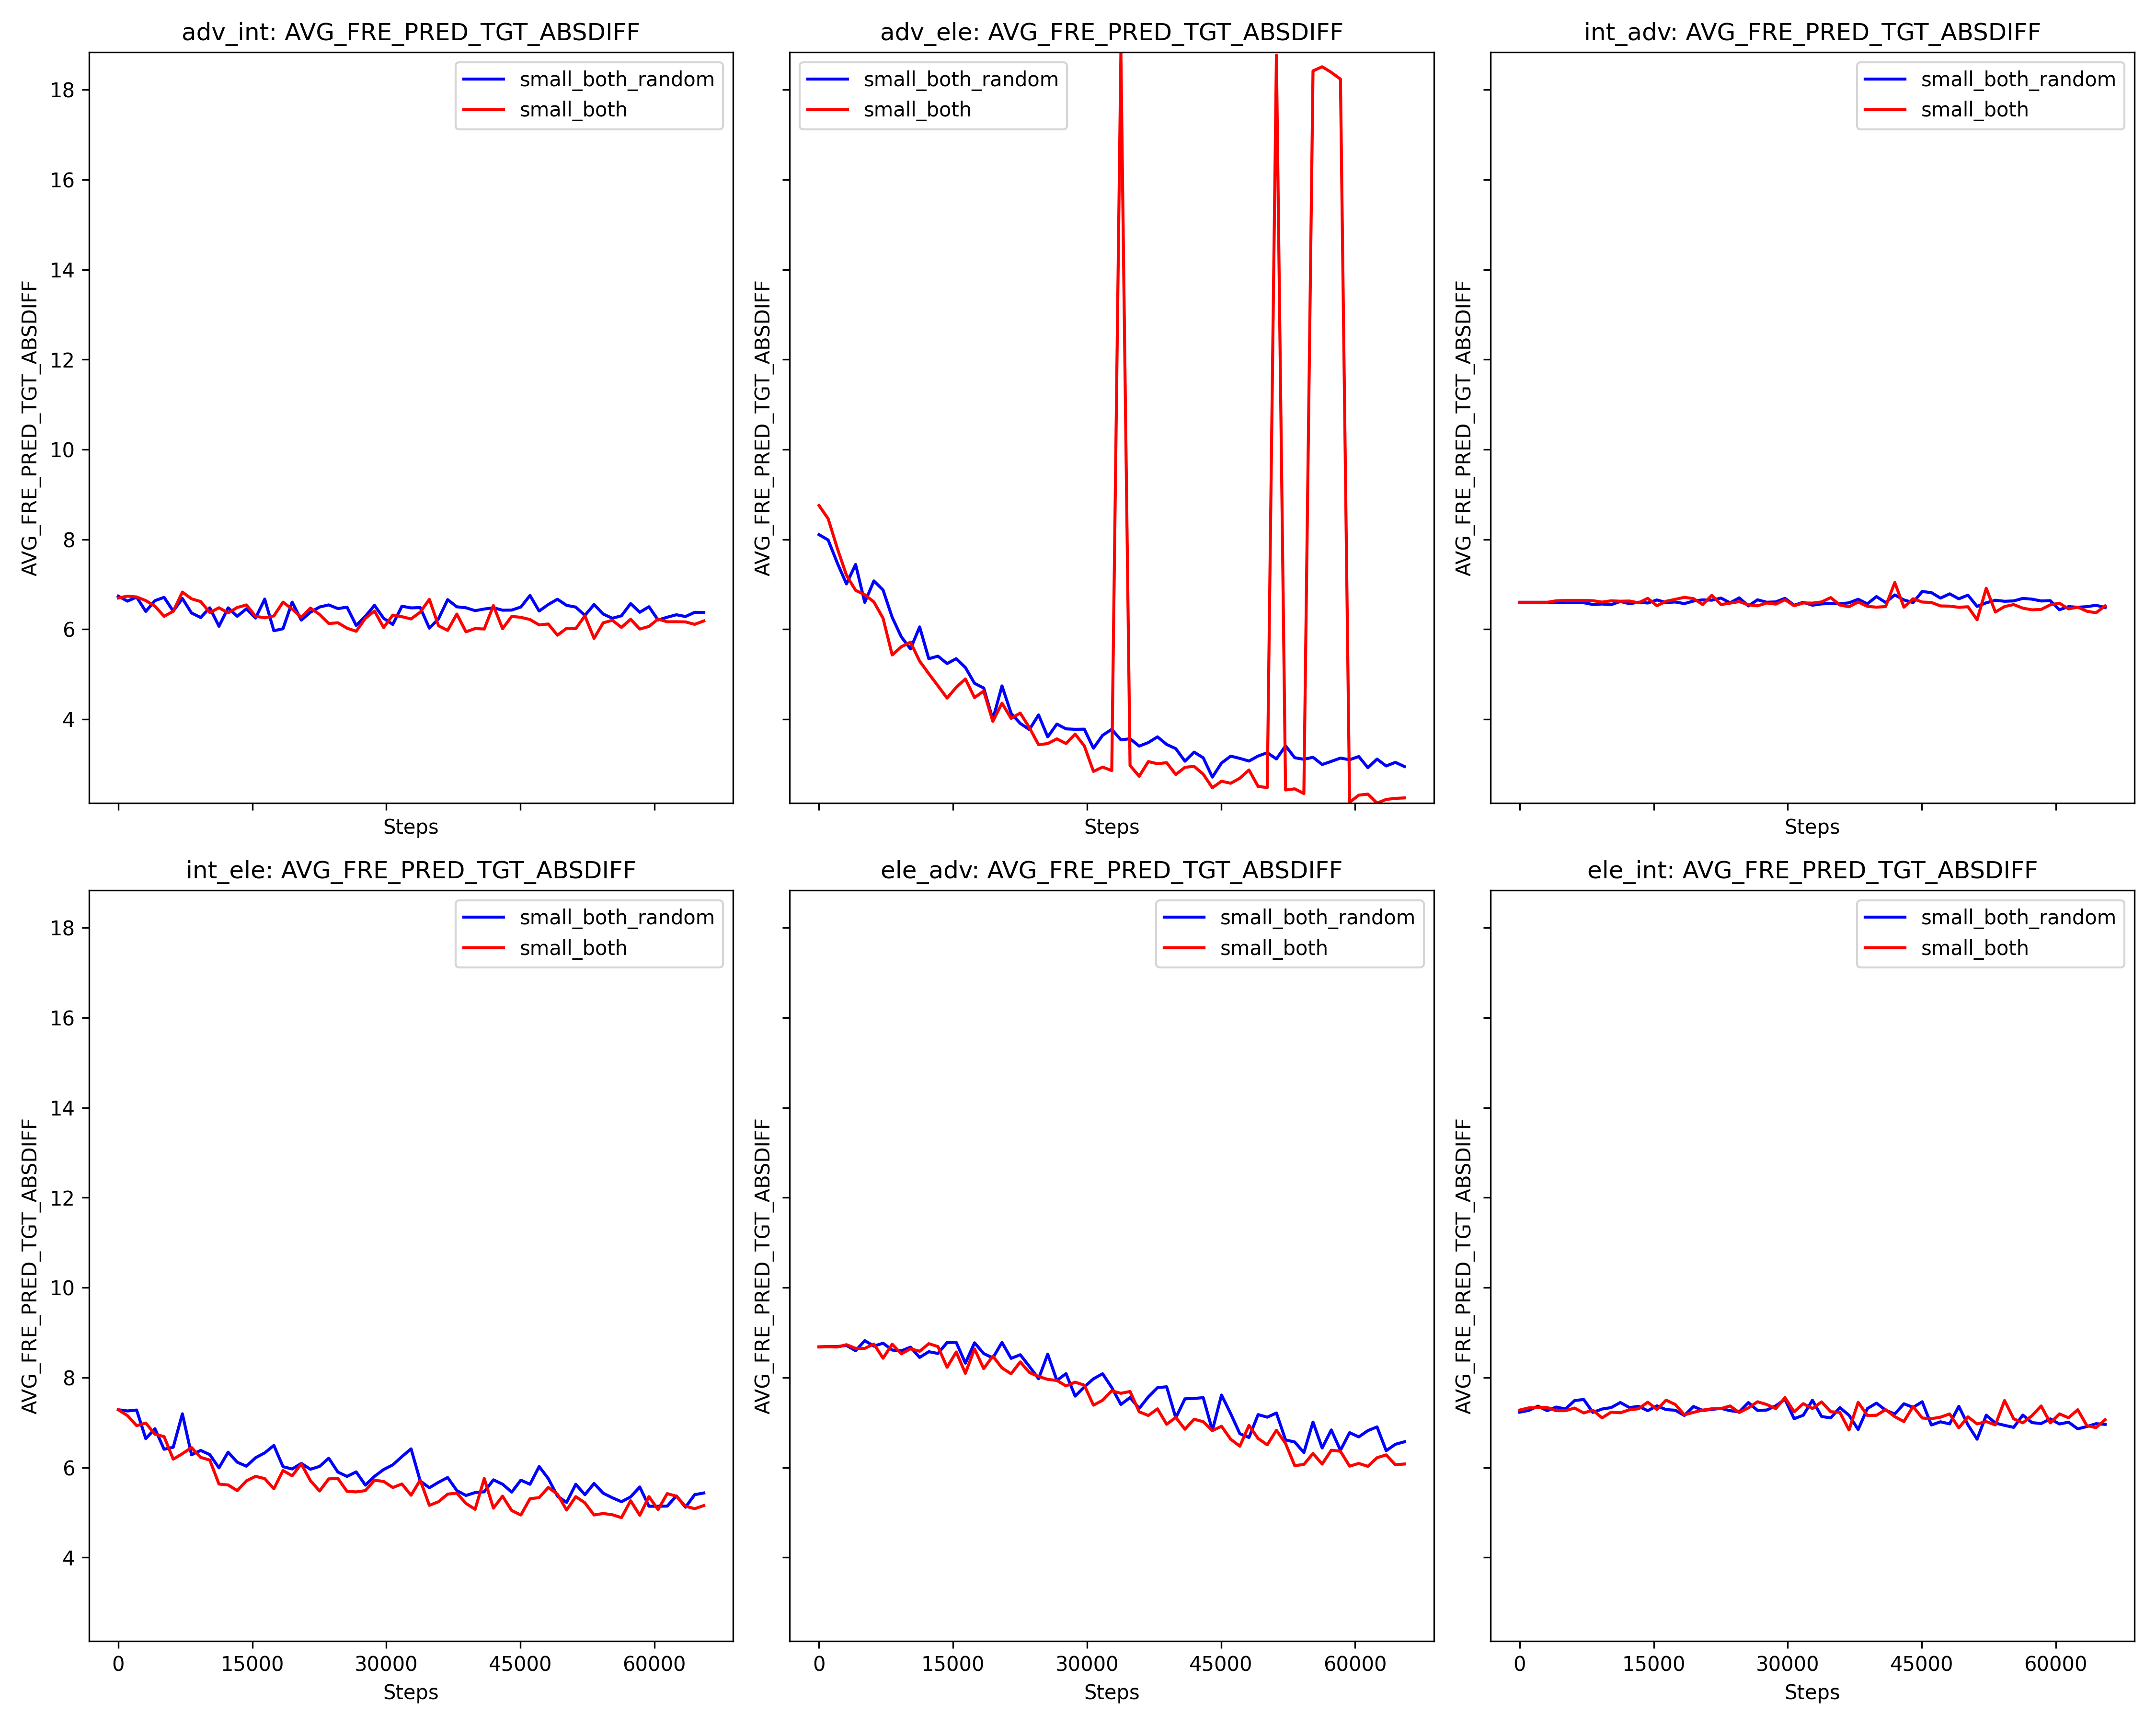 adv_int: AVG_FRE_PRED_TGT_ABSDIFF
AVG_FRE_PRED_TGT_ABSDIFF
18
16
14
12
10
8
6
4
small_both_random
small_both
Steps
adv_ele: AVG_FRE_PRED_TGT_ABSDIFF
AVG_FRE_PRED_TGT_ABSDIFF
small_both_random
small_both
Steps
int_adv: AVG_FRE_PRED_TGT_ABSDIFF
AVG_FRE_PRED_TGT_ABSDIFF
small_both_random
small_both
Steps
int_ele: AVG_FRE_PRED_TGT_ABSDIFF
AVG_FRE_PRED_TGT_ABSDIFF
18
16
14
12
10
8
6
4
small_both_random
small_both
0 15000 30000 45000 60000
Steps
ele_adv: AVG_FRE_PRED_TGT_ABSDIFF
AVG_FRE_PRED_TGT_ABSDIFF
small_both_random
small_both
0 15000 30000 45000 60000
Steps
ele_int: AVG_FRE_PRED_TGT_ABSDIFF
AVG_FRE_PRED_TGT_ABSDIFF
small_both_random
small_both
0 15000 30000 45000 60000
Steps